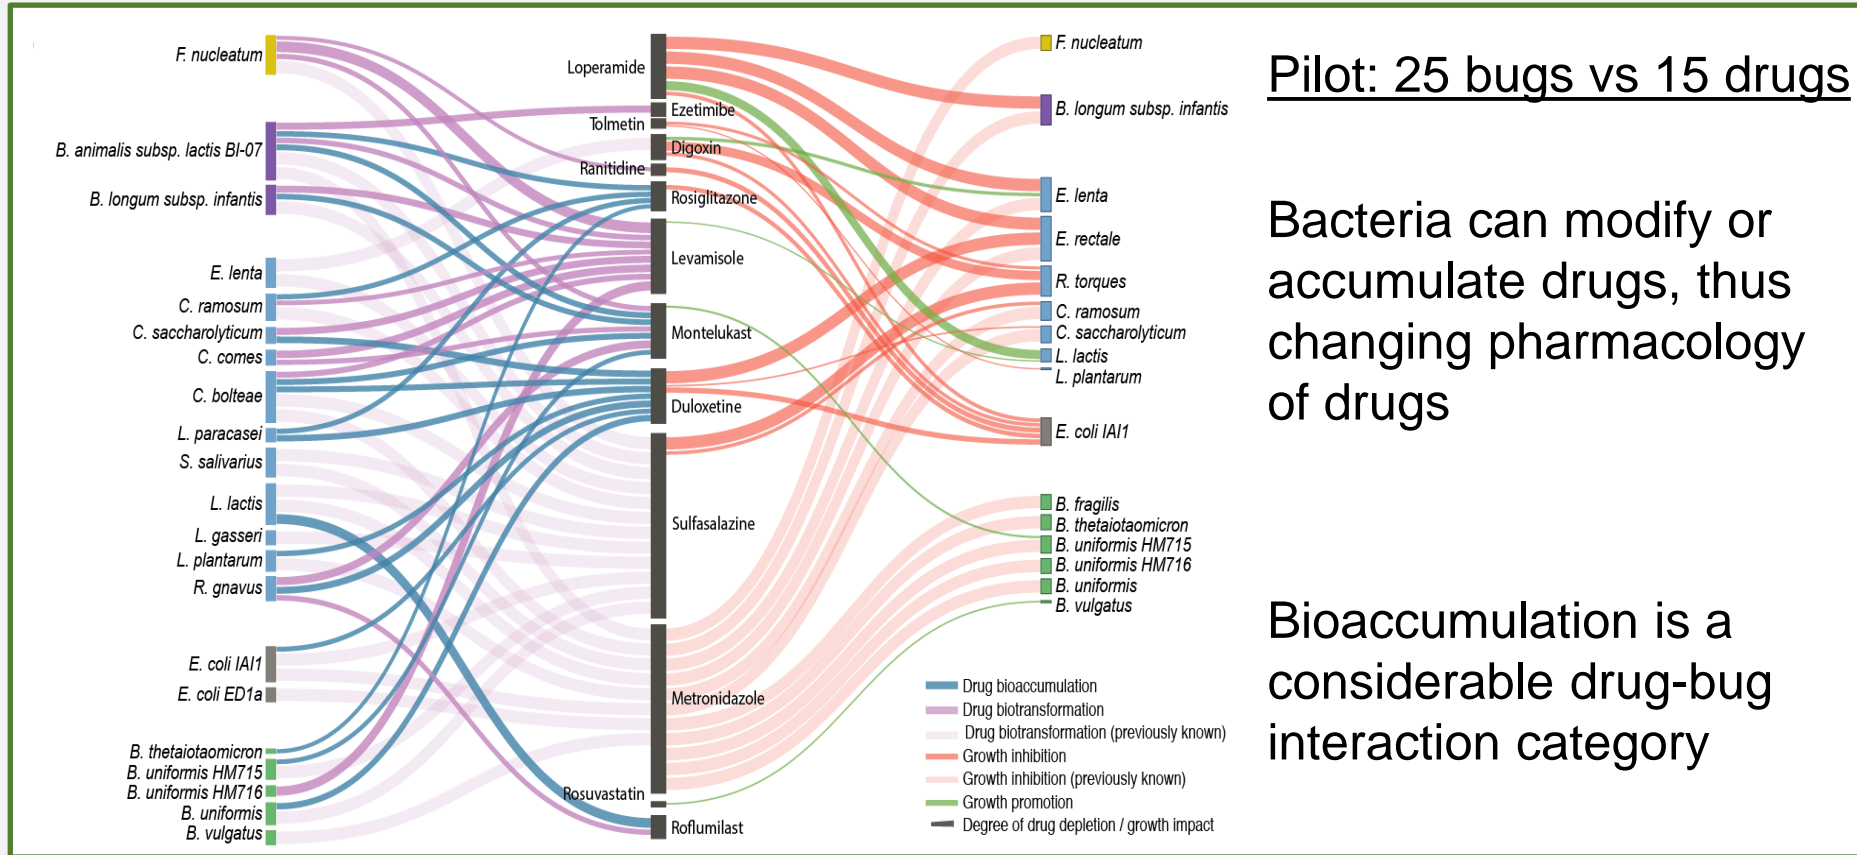 F. nucleatum
B. animalis subsp. lactis BI-07
B. longum subsp. infantis
E. lenta
C. ramosum
C. saccharolyticum
C. comes
C. bolteae
L. paracasei
S. salivarius
L. lactis
L. gasseri
L. plantarum
R. gnavus
E. coli IAI1
E. coli ED1a
B. thetaiotaomicron
B. uniformis HM715
B. uniformis HM716
B. uniformis
B. vulgatus
Loperamide
Ezetimibe
Tolmetin
Digoxin
Ranitidine
Rosiglitazone
Levamisole
Montelukast
Duloxetine
Sulfasalazine
Metronidazole
Rosuvastatin
Roflumilast
F. nucleatum
B. longum subsp. infantis
E. lenta
E. rectale
R. torques
C. ramosum
C. saccharolyticum
L. lactis
L. plantarum
E. coli IAI1
B. fragilis
B. thetaiotaomicron
B. uniformis HM715
B. uniformis HM716
B. uniformis
B. vulgatus
Drug bioaccumulation
Drug biotransformation
Drug biotransformation (previously known)
Growth inhibition
Growth inhibition (previously known)
Growth promotion
Degree of drug depletion / growth impact
Pilot: 25 bugs vs 15 drugs
Bacteria can modify or
accumulate drugs, thus
changing pharmacology
of drugs
Bioaccumulation is a
considerable drug-bug
interaction category